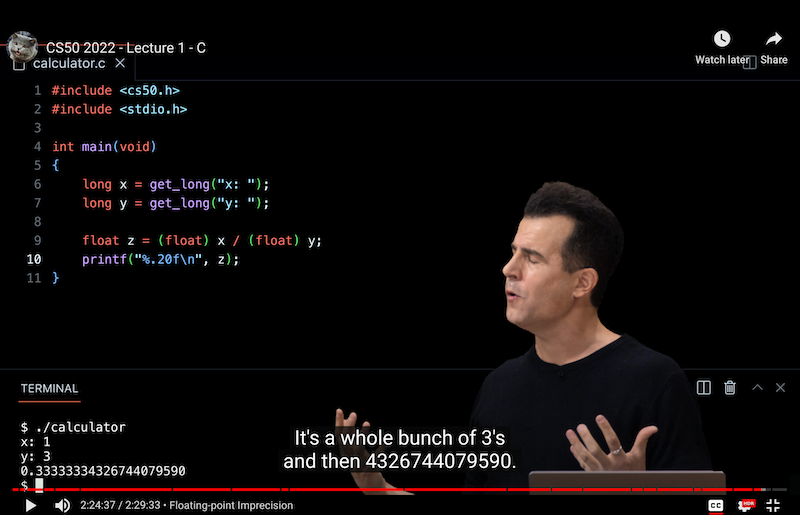 CS50 2022 - Lecture 1 - C
Watch later
Share
calculator.c
1 #include <cs50.h>
2 #include <stdio.h>
3
4 int main(void)
5 {
6     long x = get_long("x: ");
7     long y = get_long("y: ");
8
9     float z = (float) x / (float) y;
10     printf("%.20f\n", z);
11 }
TERMINAL
$ ./calculator
x: 1
y: 3
0.33333334326744079590
$
It's a whole bunch of 3's
and then 4326744079590.
2:24:37 / 2:29:33 • Floating-point Imprecision
CC
HDR